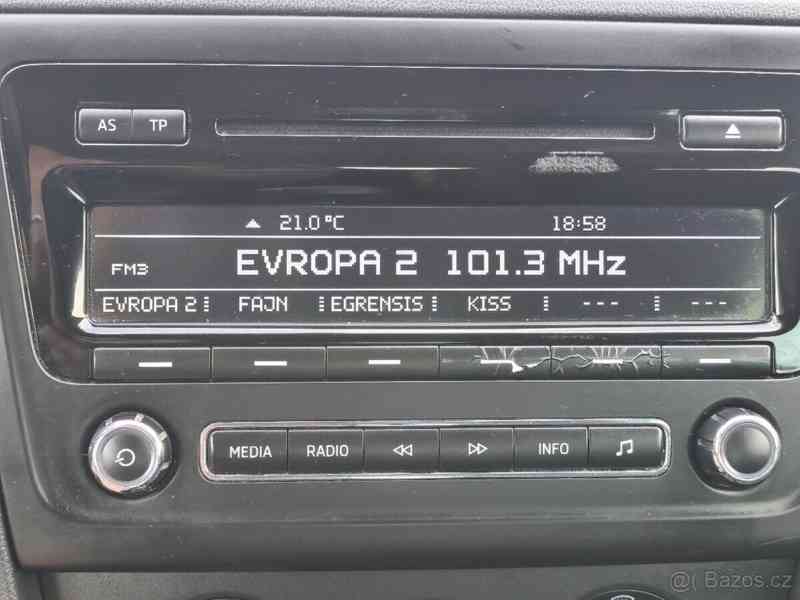 AS TP
21.0°C 18:58
FM3 EVROPA 2 101.3 MHz
EVROPA 2 FAJN EGRENSIS KISS --- ---
MEDIA RADIO INFO
@ Bazoš.cz